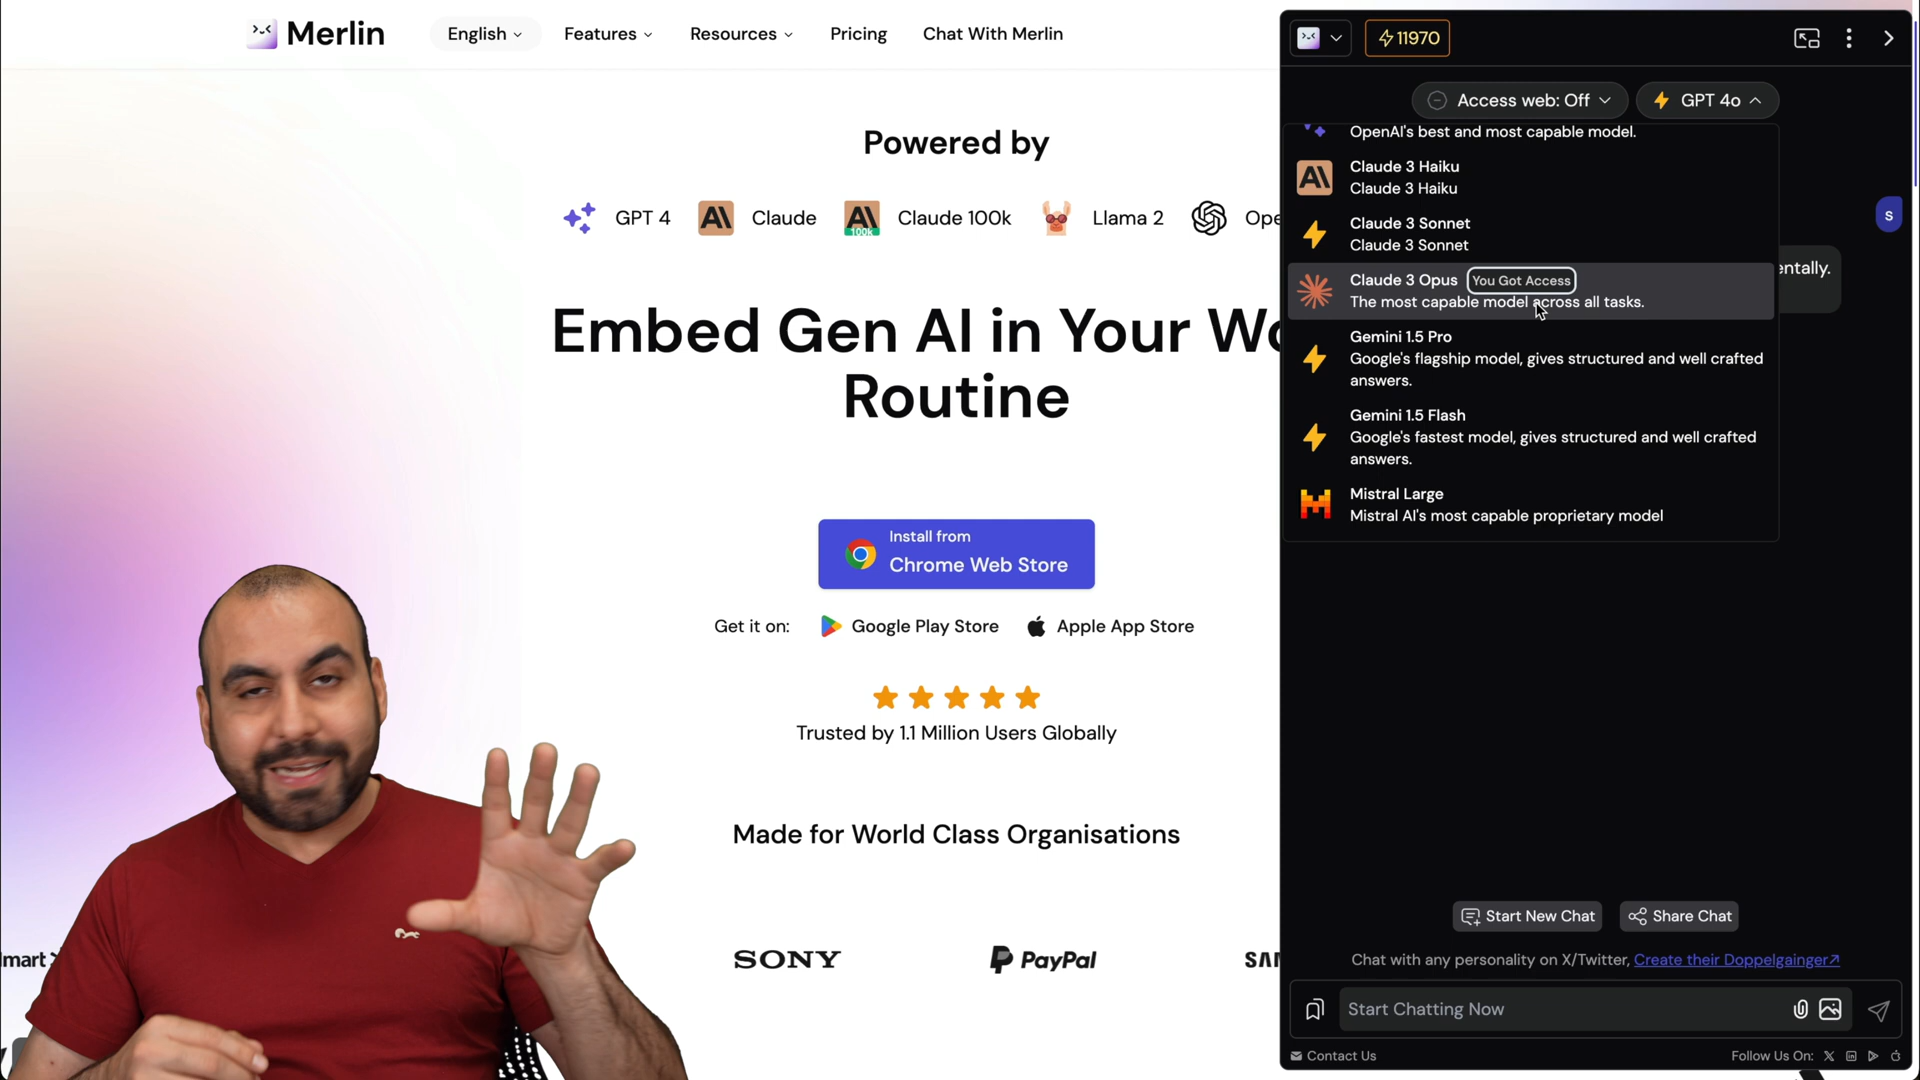 Merlin
English
Features
Resources
Pricing
Chat With Merlin
Powered by
GPT 4
Claude
100k
Claude 100k
Llama 2
Ope
Embed Gen AI in Your Wo
Routine
Install from
Chrome Web Store
Get it on:
Google Play Store
Apple App Store
Trusted by 1.1 Million Users Globally
Made for World Class Organisations
lmart
SONY
PayPal
SAM
11970
Access web: Off
GPT 4o
OpenAI's best and most capable model.
Claude 3 Haiku
Claude 3 Haiku
Claude 3 Sonnet
Claude 3 Sonnet
Claude 3 Opus You Got Access
The most capable model across all tasks.
Gemini 1.5 Pro
Google's flagship model, gives structured and well crafted
answers.
Gemini 1.5 Flash
Google's fastest model, gives structured and well crafted
answers.
Mistral Large
Mistral AI's most capable proprietary model
s
entally.
Start New Chat
Share Chat
Chat with any personality on X/Twitter, Create their Doppelgainger↗
Start Chatting Now
Contact Us
Follow Us On: